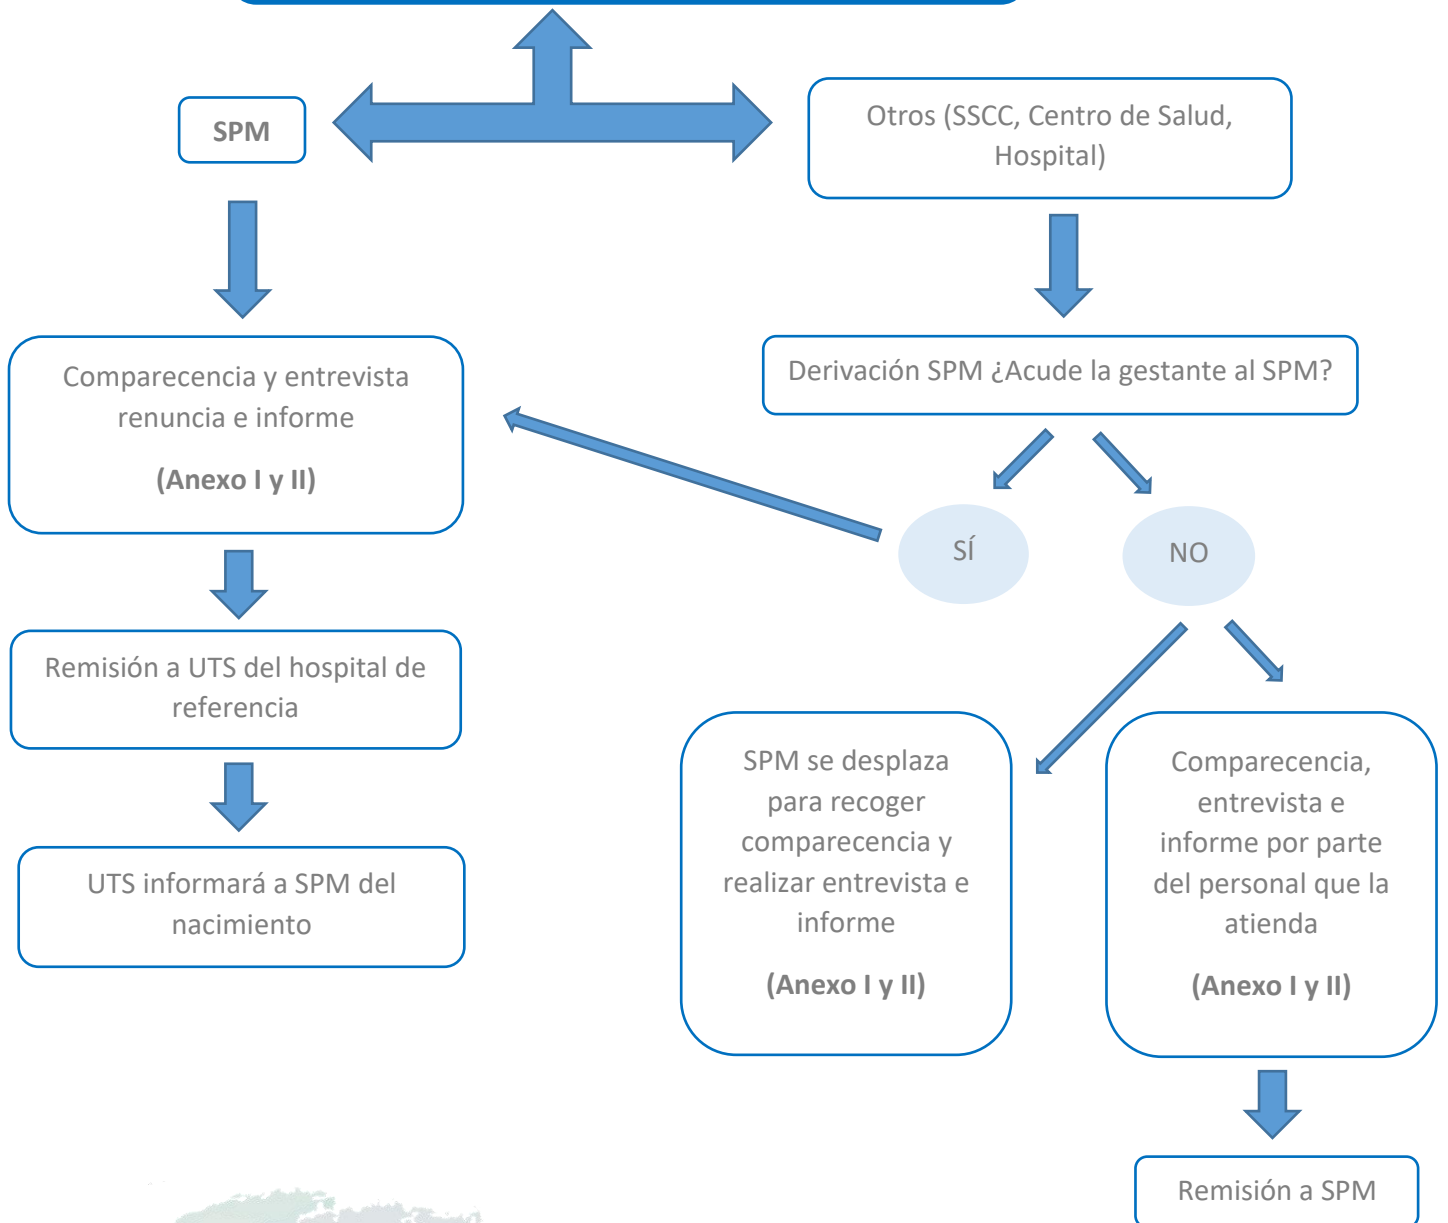 SPM
Otros (SSCC, Centro de Salud,
Hospital)
Comparecencia y entrevista
renuncia e informe
(Anexo I y II)
Derivación SPM ¿Acude la gestante al SPM?
SÍ
NO
Remisión a UTS del hospital de
referencia
SPM se desplaza
para recoger
comparecencia y
realizar entrevista e
informe
(Anexo I y II)
Comparecencia,
entrevista e
informe por parte
del personal que la
atienda
(Anexo I y II)
UTS informará a SPM del
nacimiento
Remisión a SPM